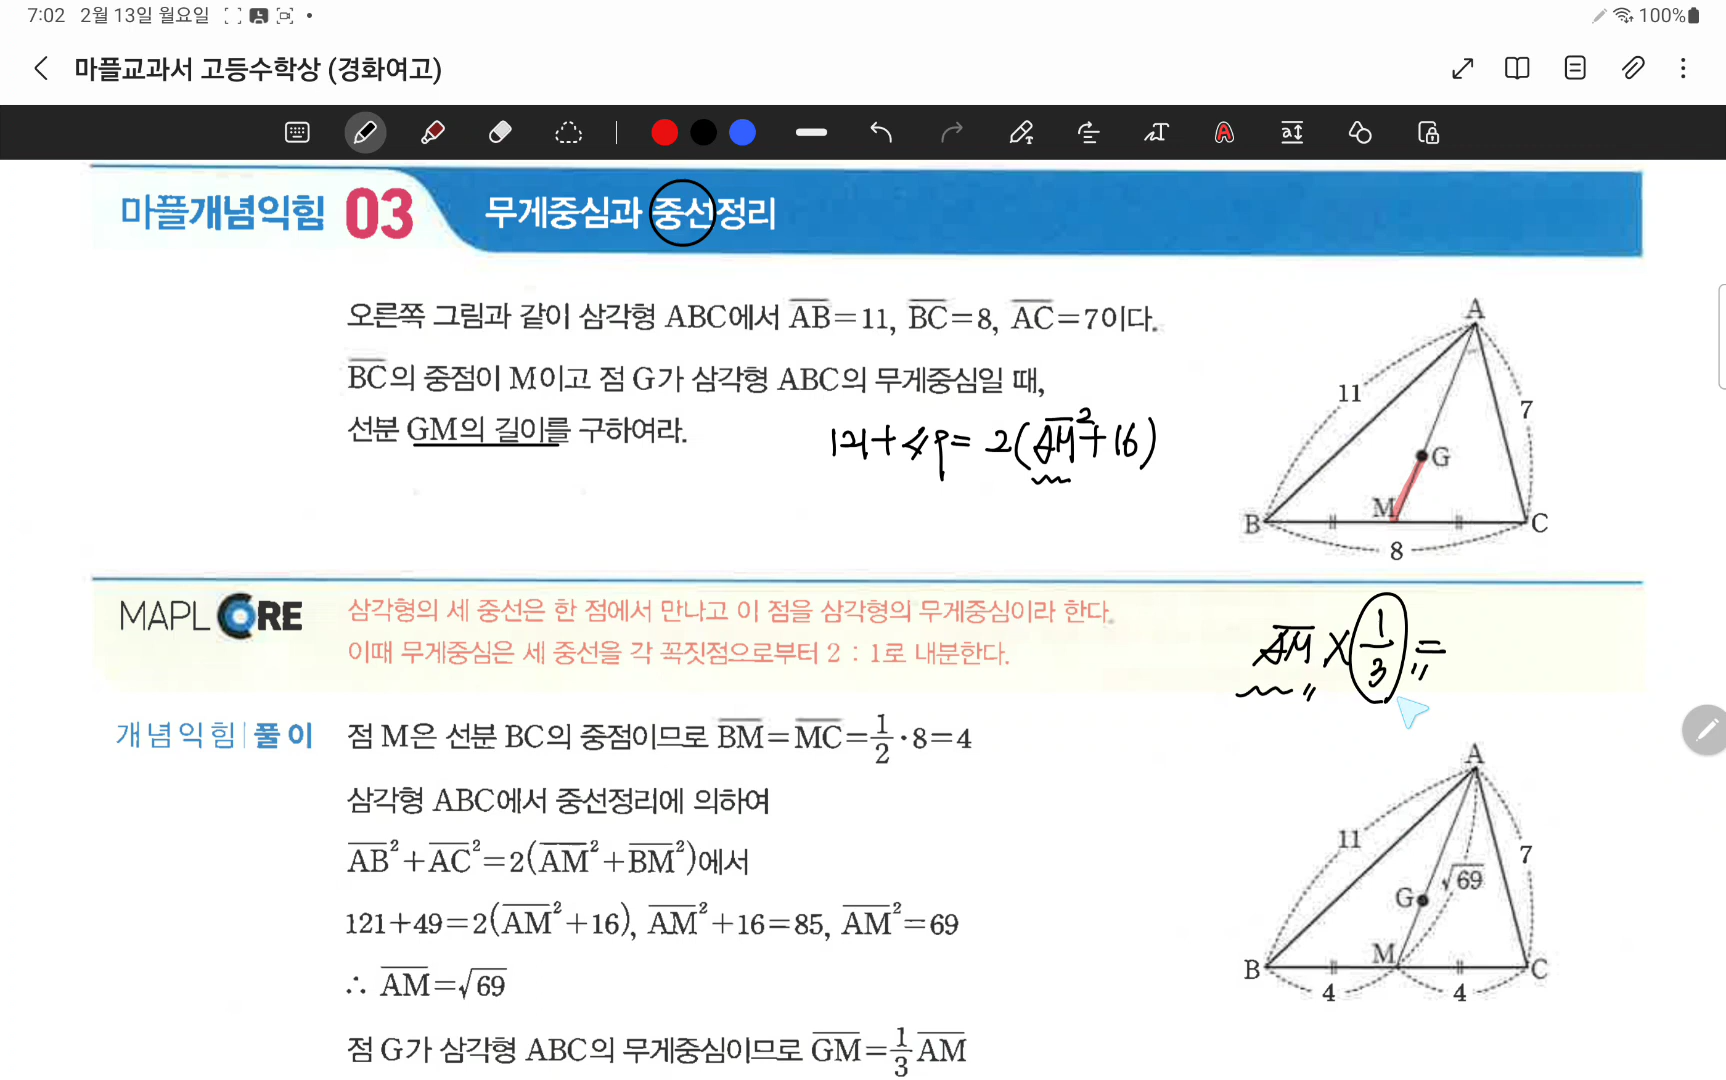 7:02 2월 13일 월요일
100%
마플교과서 고등수학상 (경화여고)
마플개념익힘 03 무게중심과 중선정리
오른쪽 그림과 같이 삼각형 ABC에서 AB=11, BC=8, AC=7이다.
BC의 중점이 M이고 점 G가 삼각형 ABC의 무게중심일 때,
선분 GM의 길이를 구하여라.
121+49=2(AM²+16)
A
11
7
G
M
B
C
8
MAPL CORE
삼각형의 세 중선은 한 점에서 만나고 이 점을 삼각형의 무게중심이라 한다.
이때 무게중심은 세 중선을 각 꼭짓점으로부터 2 : 1로 내분한다.
AM×1/3=
개념익힘|풀이
점 M은 선분 BC의 중점이므로 BM=MC=1/2·8=4
삼각형 ABC에서 중선정리에 의하여
AB²+AC²=2(AM²+BM²)에서
121+49=2(AM²+16), AM²+16=85, AM²=69
∴ AM=√69
점 G가 삼각형 ABC의 무게중심이므로 GM=1/3AM
A
11
7
√69
G
M
B
C
4
4